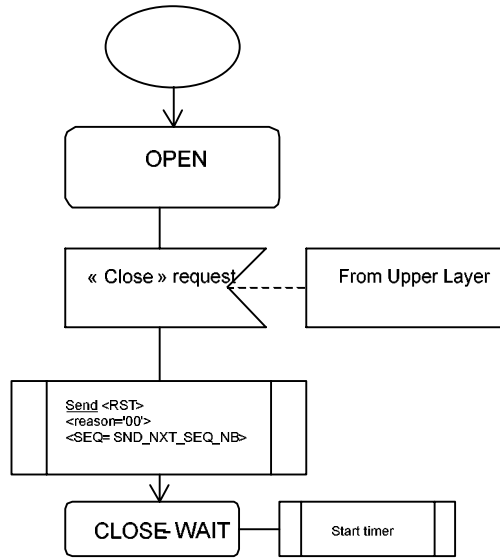 OPEN
« Close » request
From Upper Layer
Send <RST>
<reason='00'>
<SEQ= SND_NXT_SEQ_NB>
CLOSE-WAIT
Start timer